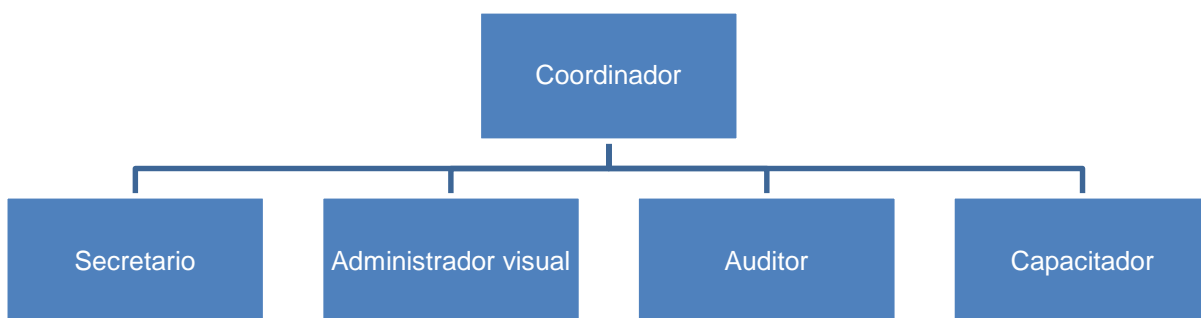 Coordinador
Secretario
Administrador visual
Auditor
Capacitador